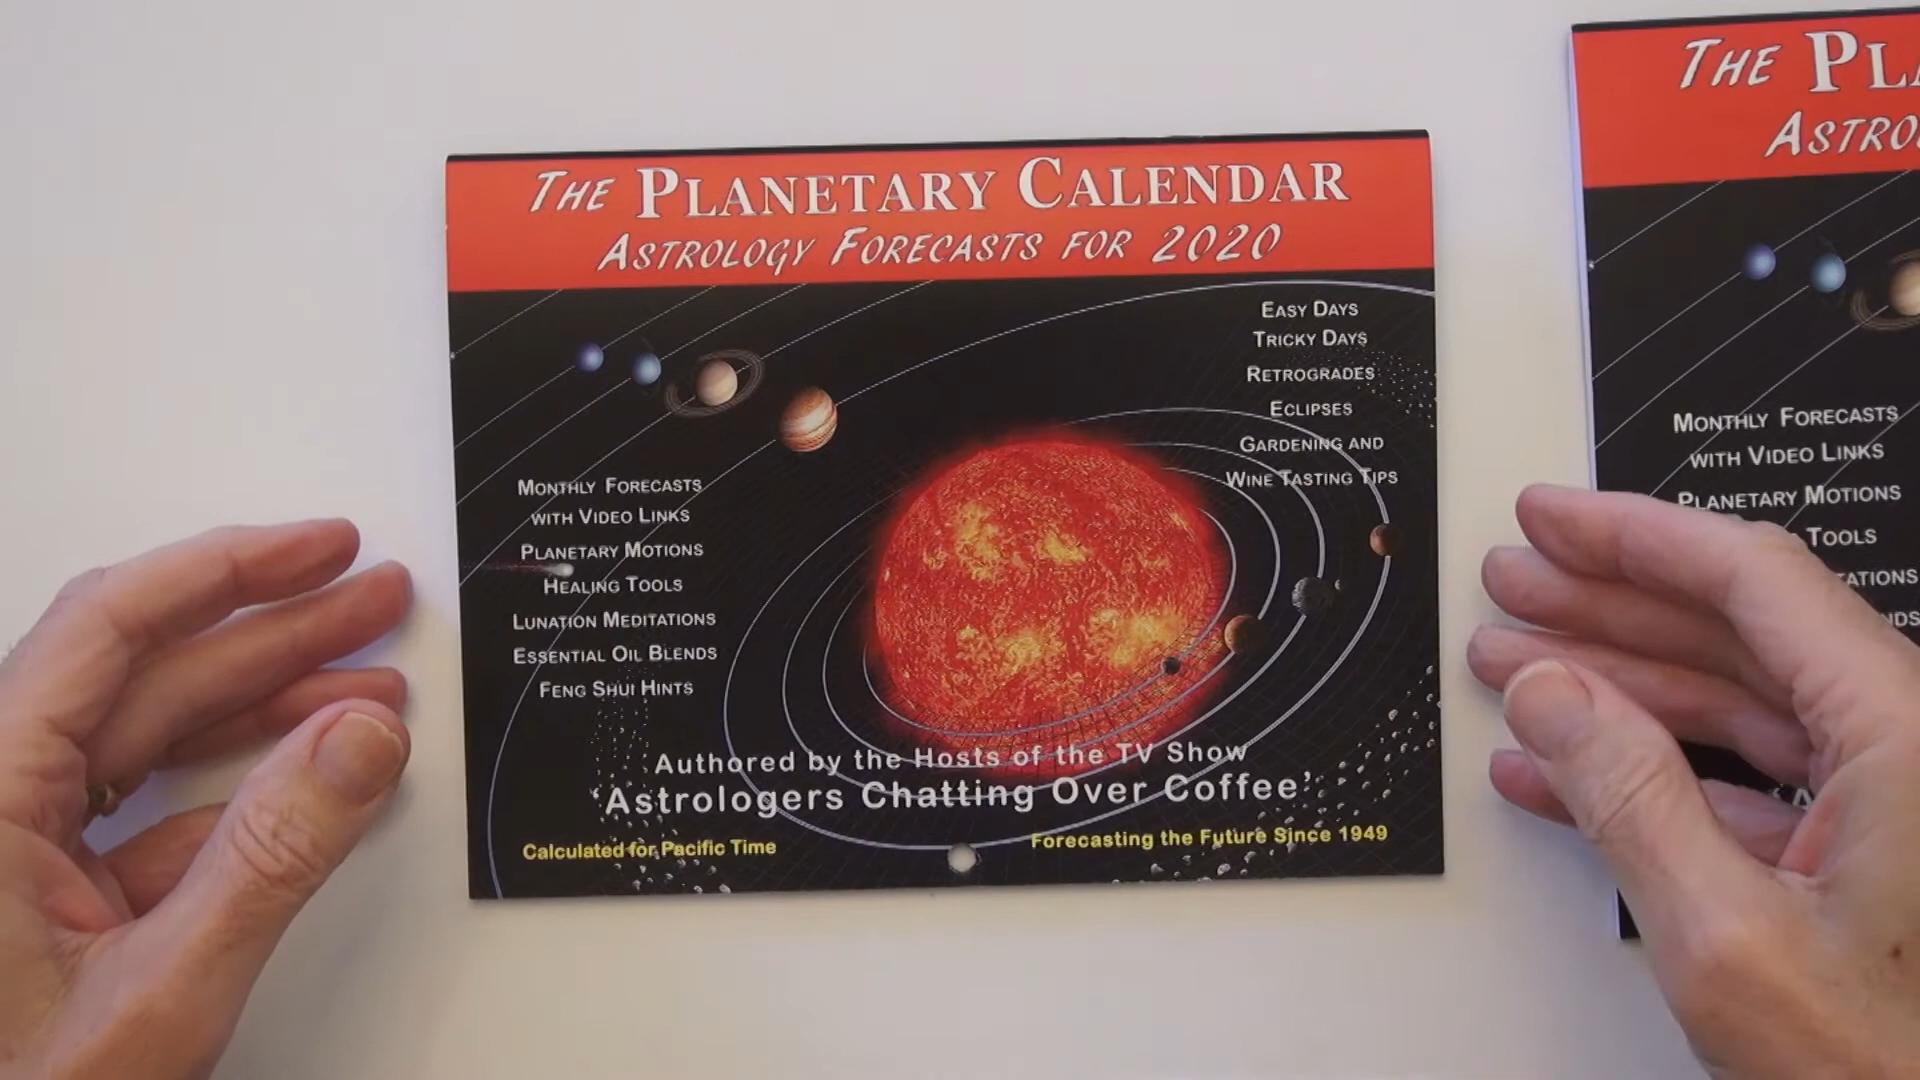 The Planetary Calendar
Astrology Forecasts for 2020
Easy Days
Tricky Days
Retrogrades
Eclipses
Gardening and
Wine Tasting Tips
Monthly Forecasts
with Video Links
Planetary Motions
Healing Tools
Lunation Meditations
Essential Oil Blends
Feng Shui Hints
Authored by the Hosts of the TV Show
'Astrologers Chatting Over Coffee'
Calculated for Pacific Time
Forecasting the Future Since 1949
The
Monthly Forecasts
with Video Links
Planetary Motions
Tools